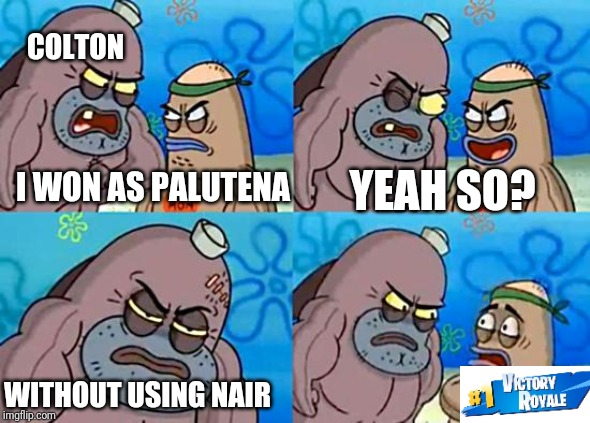 COLTON
I WON AS PALUTENA
YEAH SO?
WITHOUT USING NAIR
#1 VICTORY
ROYALE
imgflip.com